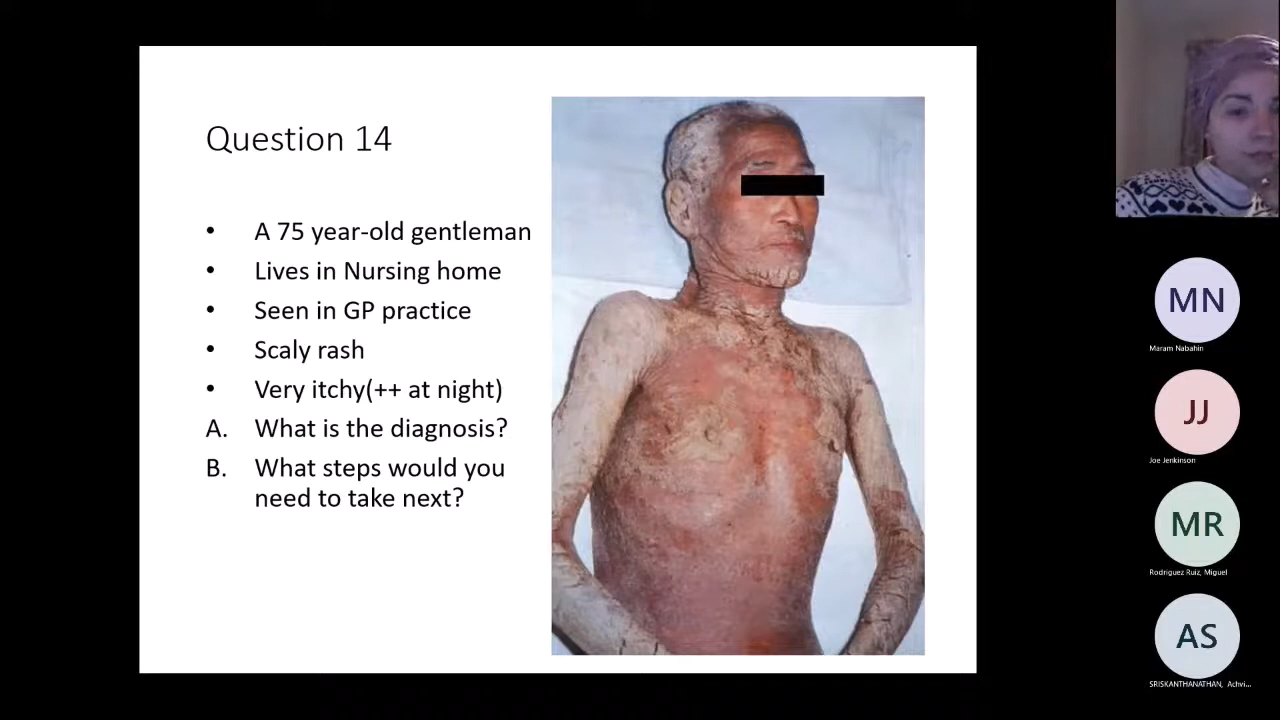 Question 14
• A 75 year-old gentleman
• Lives in Nursing home
• Seen in GP practice
• Scaly rash
• Very itchy(++ at night)
A. What is the diagnosis?
B. What steps would you
need to take next?
MN
Maram Nabahin
JJ
Joe Jenkinson
MR
Rodriguez Ruiz, Miguel
AS
SRISKANTHANATHAN, Achvi...